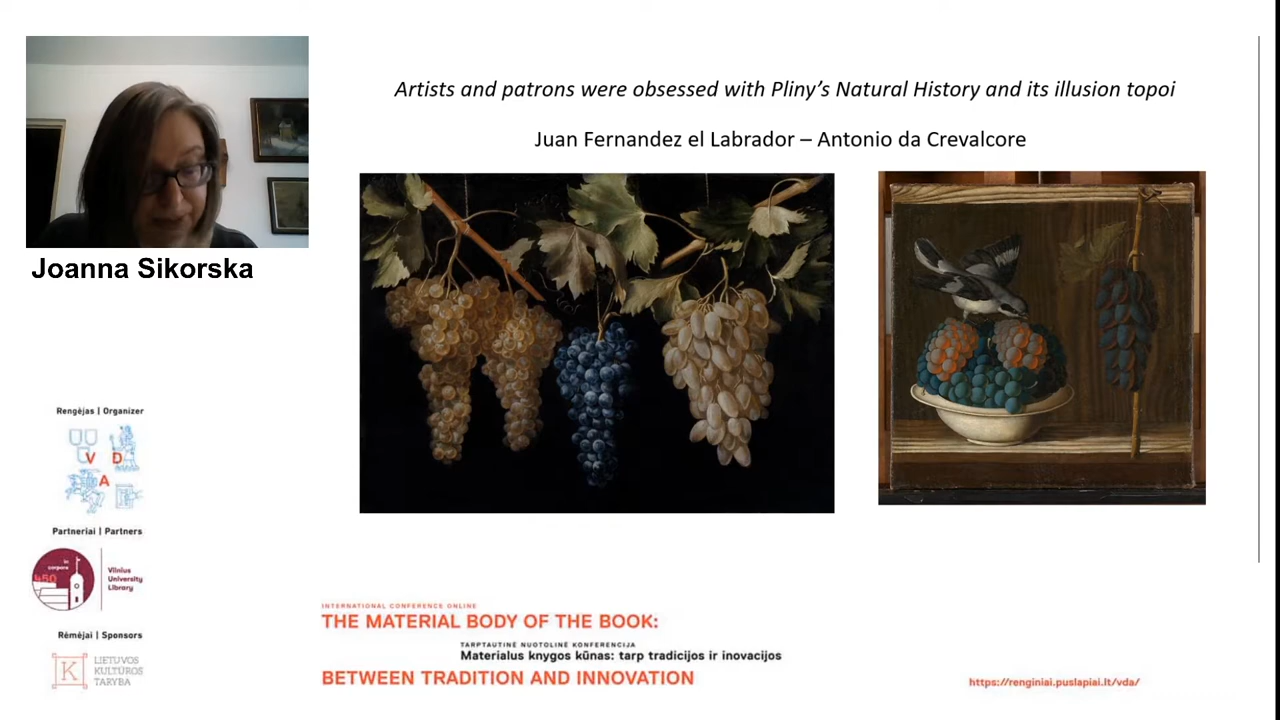 Artists and patrons were obsessed with Pliny's Natural History and its illusion topoi
Juan Fernandez el Labrador – Antonio da Crevalcore
Joanna Sikorska
Rengėjas | Organizer
V D
A
Partneriai | Partners
in
corpore
450
Vilnius
University
Library
Rėmėjai | Sponsors
K
LIETUVOS
KULTŪROS
TARYBA
INTERNATIONAL CONFERENCE ONLINE
THE MATERIAL BODY OF THE BOOK:
TARPTAUTINĖ NUOTOLINĖ KONFERENCIJA
Materialus knygos kūnas: tarp tradicijos ir inovacijos
BETWEEN TRADITION AND INNOVATION
https://renginiai.puslapiai.lt/vda/